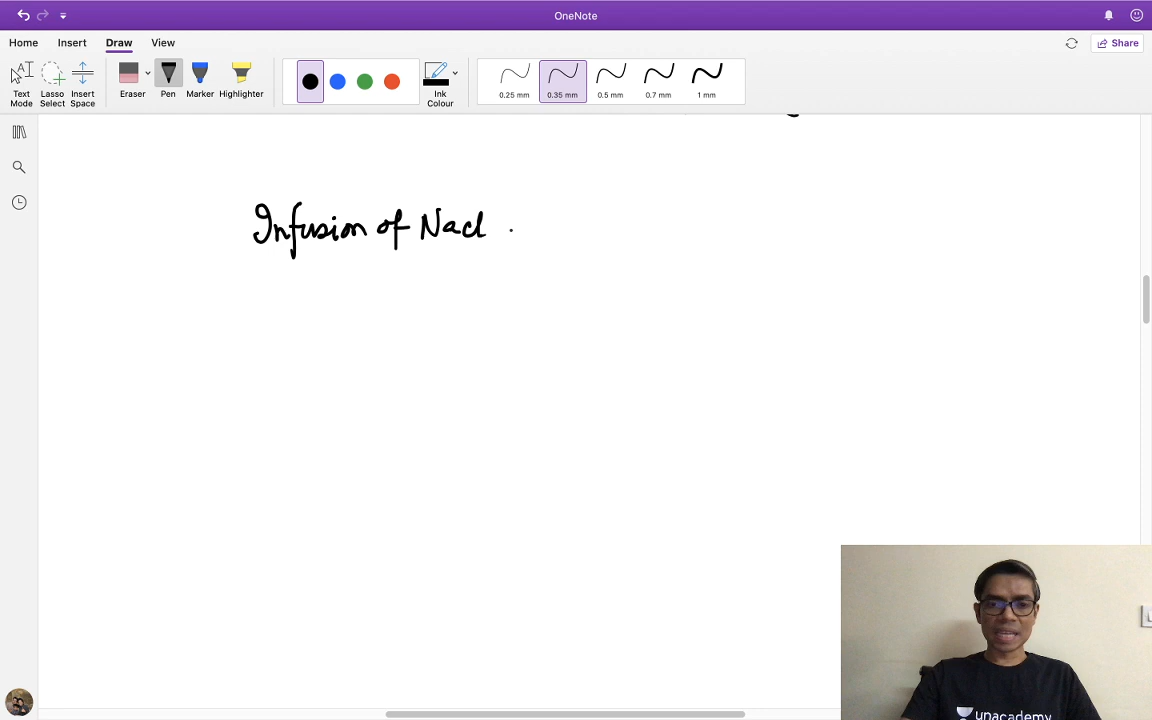 OneNote
Home Insert Draw View
Share
Text Mode
Lasso Select
Insert Space
Eraser
Pen
Marker
Highlighter
Ink Colour
0.25 mm
0.35 mm
0.5 mm
0.7 mm
1 mm
Infusion of Nacl
unacademy